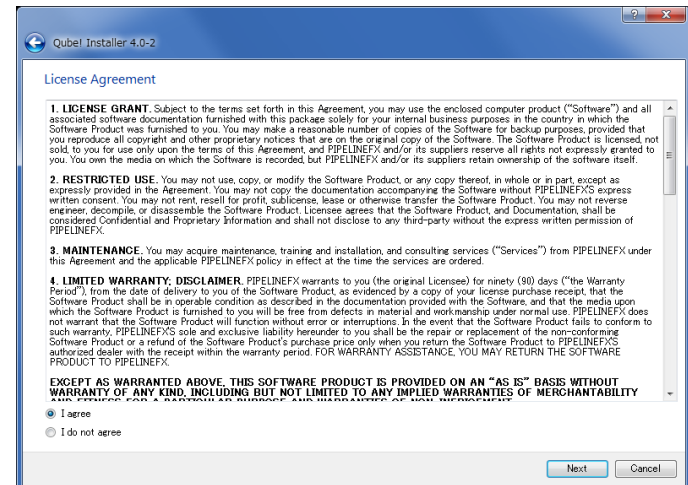 Qube! Installer 4.0-2
License Agreement
1. LICENSE GRANT. Subject to the terms set forth in this Agreement, you may use the enclosed computer product (“Software”) and all
associated software documentation furnished with this package solely for your internal business purposes in the country in which the
Software Product was furnished to you. You may make a reasonable number of copies of the Software for backup purposes, provided that
you reproduce all copyright and other proprietary notices that are on the original copy of the Software. The Software Product is licensed, not
sold, to you for use only upon the terms of this Agreement, and PIPELINEFX and/or its suppliers reserve all rights not expressly granted to
you. You own the media on which the Software is recorded, but PIPELINEFX and/or its suppliers retain ownership of the software itself.
2. RESTRICTED USE. You may not use, copy, or modify the Software Product, or any copy thereof, in whole or in part, except as
expressly provided in the Agreement. You may not copy the documentation accompanying the Software without PIPELINEFX'S express
written consent. You may not rent, resell for profit, sublicense, lease or otherwise transfer the Software Product. You may not reverse
engineer, decompile, or disassemble the Software Product. Licensee agrees that the Software Product, and Documentation, shall be
considered Confidential and Proprietary Information and shall not disclose to any third-party without the express written permission of
PIPELINEFX.
3. MAINTENANCE. You may acquire maintenance, training and installation, and consulting services (“Services”) from PIPELINEFX under
this Agreement and the applicable PIPELINEFX policy in effect at the time the services are ordered.
4. LIMITED WARRANTY; DISCLAIMER. PIPELINEFX warrants to you (the original Licensee) for ninety (90) days (“the Warranty
Period”), from the date of delivery to you of the Software Product, as evidenced by a copy of your license purchase receipt, that the
Software Product shall be in operable condition as described in the documentation provided with the Software, and that the media upon
which the Software Product is furnished to you will be free from defects in material and workmanship under normal use. PIPELINEFX does
not warrant that the Software Product will function without error or interruptions. In the event that the Software Product fails to conform to
such warranty, PIPELINEFX'S sole and exclusive liability hereunder to you shall be the repair or replacement of the non-conforming
Software Product or a refund of the Software Product's purchase price only when you return the Software Product to PIPELINEFX'S
authorized dealer with the receipt within the warranty period. FOR WARRANTY ASSISTANCE, YOU MAY RETURN THE SOFTWARE
PRODUCT TO PIPELINEFX.
EXCEPT AS WARRANTED ABOVE, THIS SOFTWARE PRODUCT IS PROVIDED ON AN “AS IS” BASIS WITHOUT
WARRANTY OF ANY KIND, INCLUDING BUT NOT LIMITED TO ANY IMPLIED WARRANTIES OF MERCHANTABILITY
AND FITNESS FOR A PARTICULAR PURPOSE AND WARRANTIES OF NON-INFRIGEMENT
I agree
I do not agree
Next
Cancel